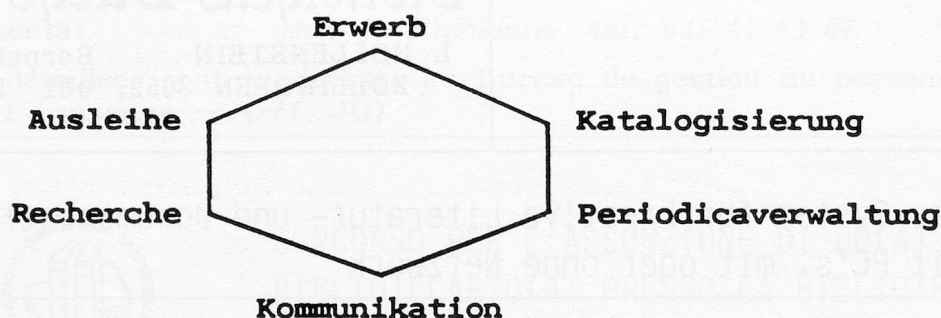 Erwerb
Ausleihe
Katalogisierung
Recherche
Periodicaverwaltung
Kommunikation